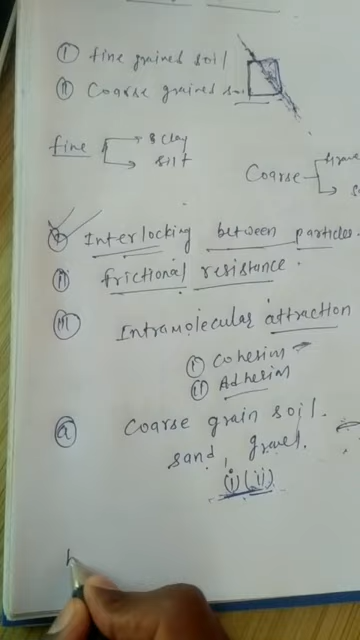 (i) fine grained soil
(ii) Coarse grained soil
fine → clay
→ silt
Coarse
(i) Interlocking between particles.
(ii) frictional resistance.
(iii) Intramolecular attraction
(i) Cohesion →
(ii) Adhesion
(a) Coarse grain soil.
sand, gravel.
(i) (ii)